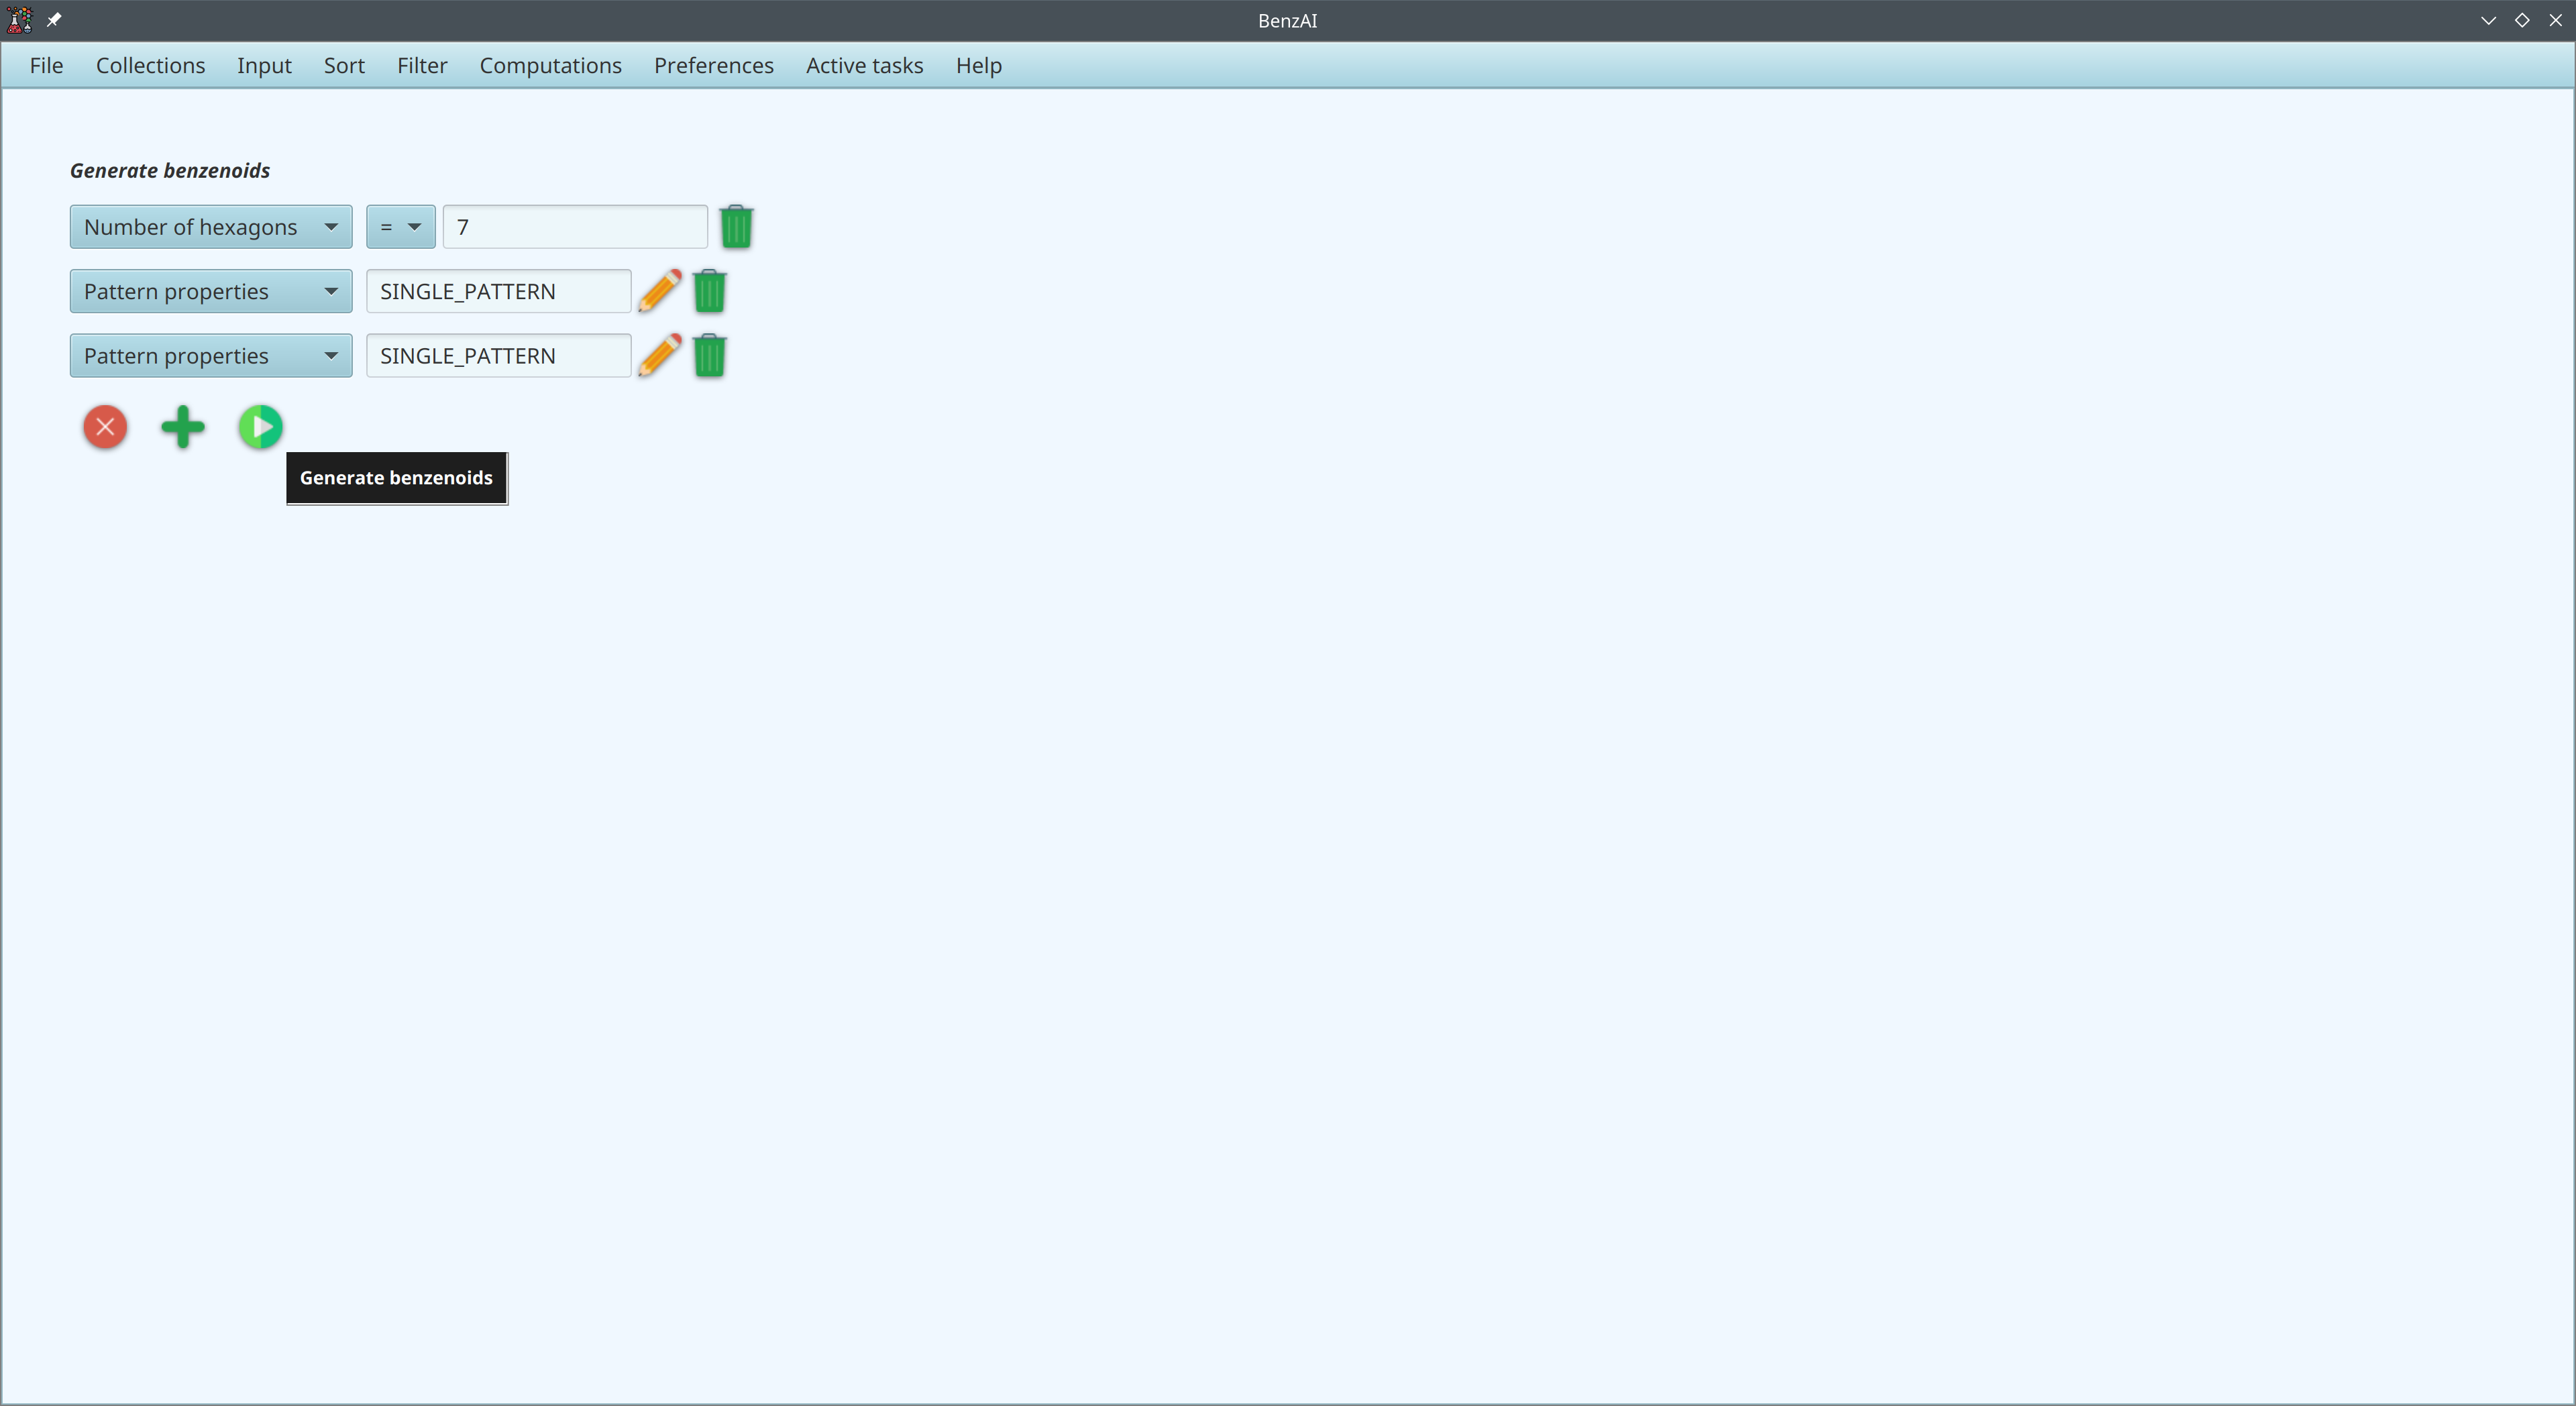 BenzAI
File Collections Input Sort Filter Computations Preferences Active tasks Help
Generate benzenoids
Number of hexagons = 7
Pattern properties SINGLE_PATTERN
Pattern properties SINGLE_PATTERN
Generate benzenoids